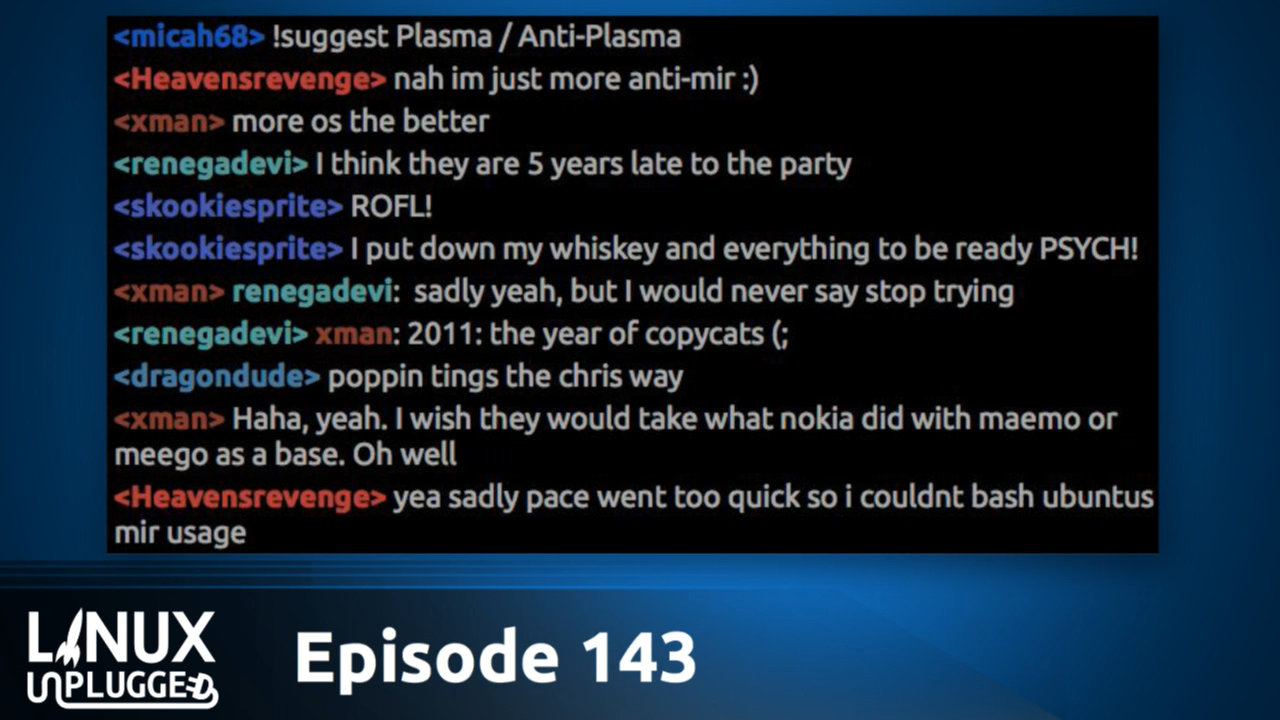 <micah68> !suggest Plasma / Anti-Plasma
<Heavensrevenge> nah im just more anti-mir :)
<xman> more os the better
<renegadevi> I think they are 5 years late to the party
<skookiesprite> ROFL!
<skookiesprite> I put down my whiskey and everything to be ready PSYCH!
<xman> renegadevi:  sadly yeah, but I would never say stop trying
<renegadevi> xman: 2011: the year of copycats (;
<dragondude> poppin tings the chris way
<xman> Haha, yeah. I wish they would take what nokia did with maemo or
meego as a base. Oh well
<Heavensrevenge> yea sadly pace went too quick so i couldnt bash ubuntus
mir usage
LINUX
UNPLUGGED
Episode 143